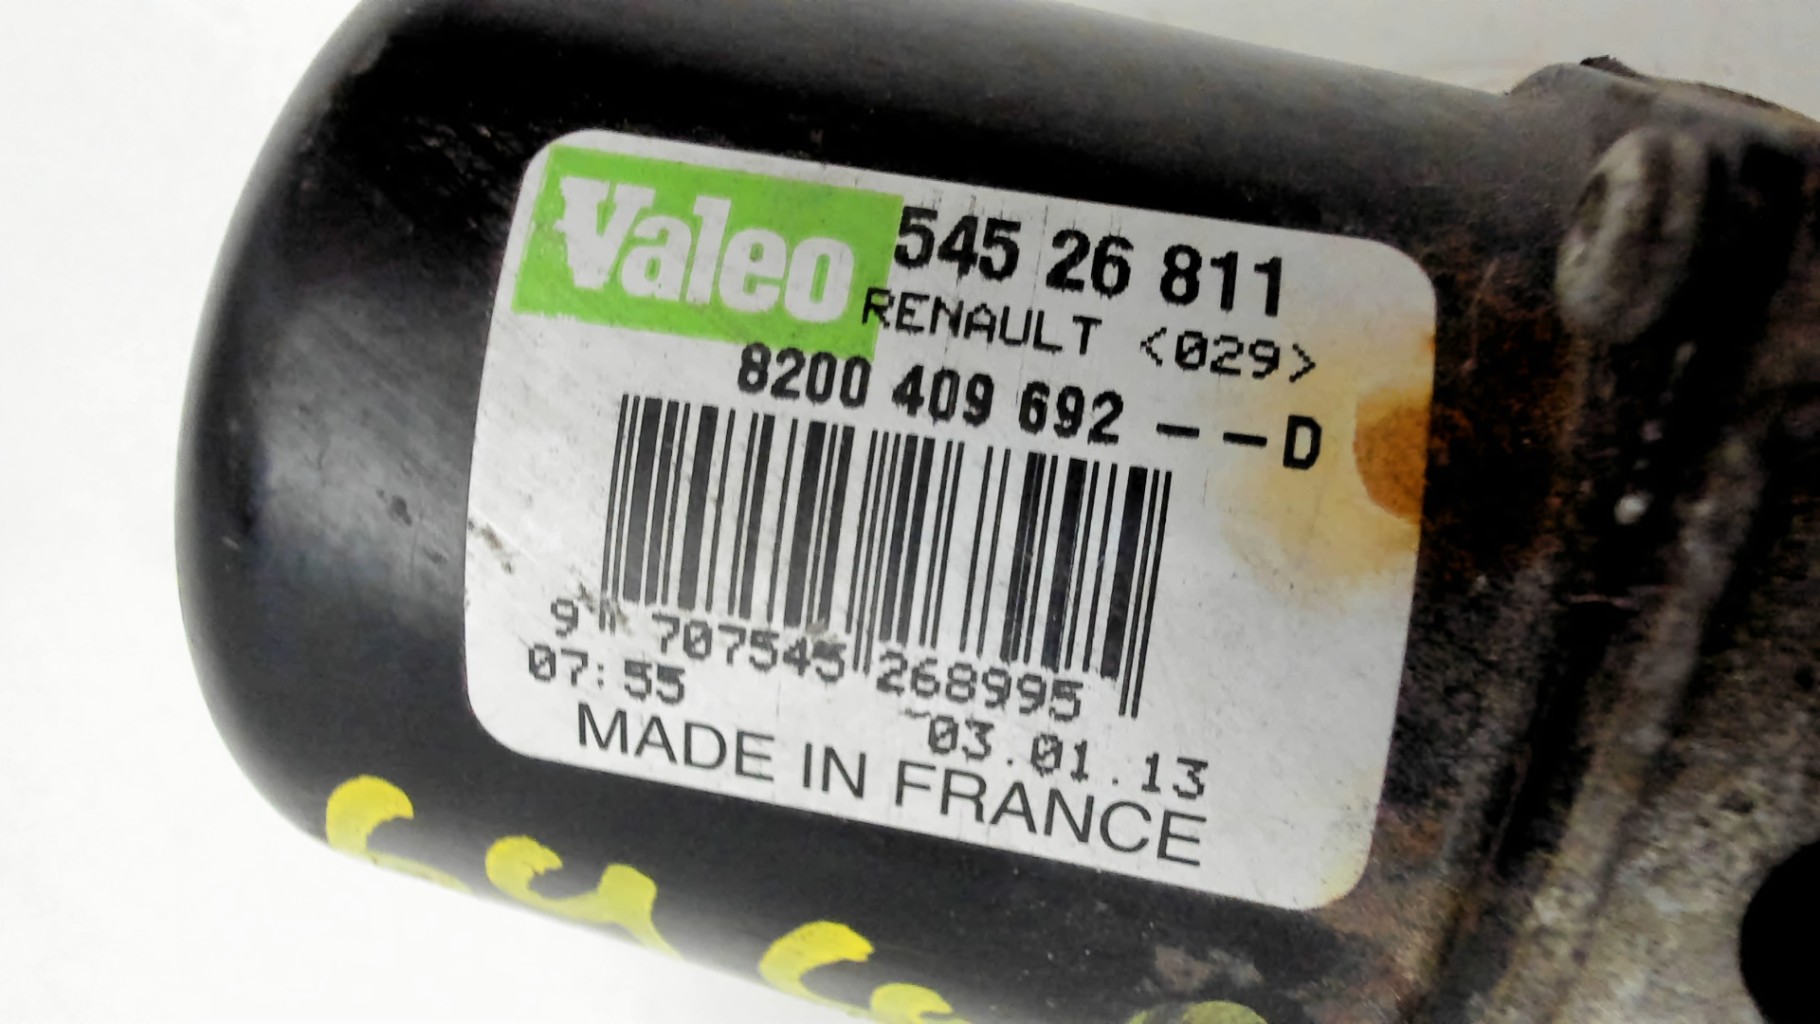 Valeo 545 26 811
RENAULT <029>
8200 409 692 --D
9 707545 268995
07:55 03.01.13
MADE IN FRANCE